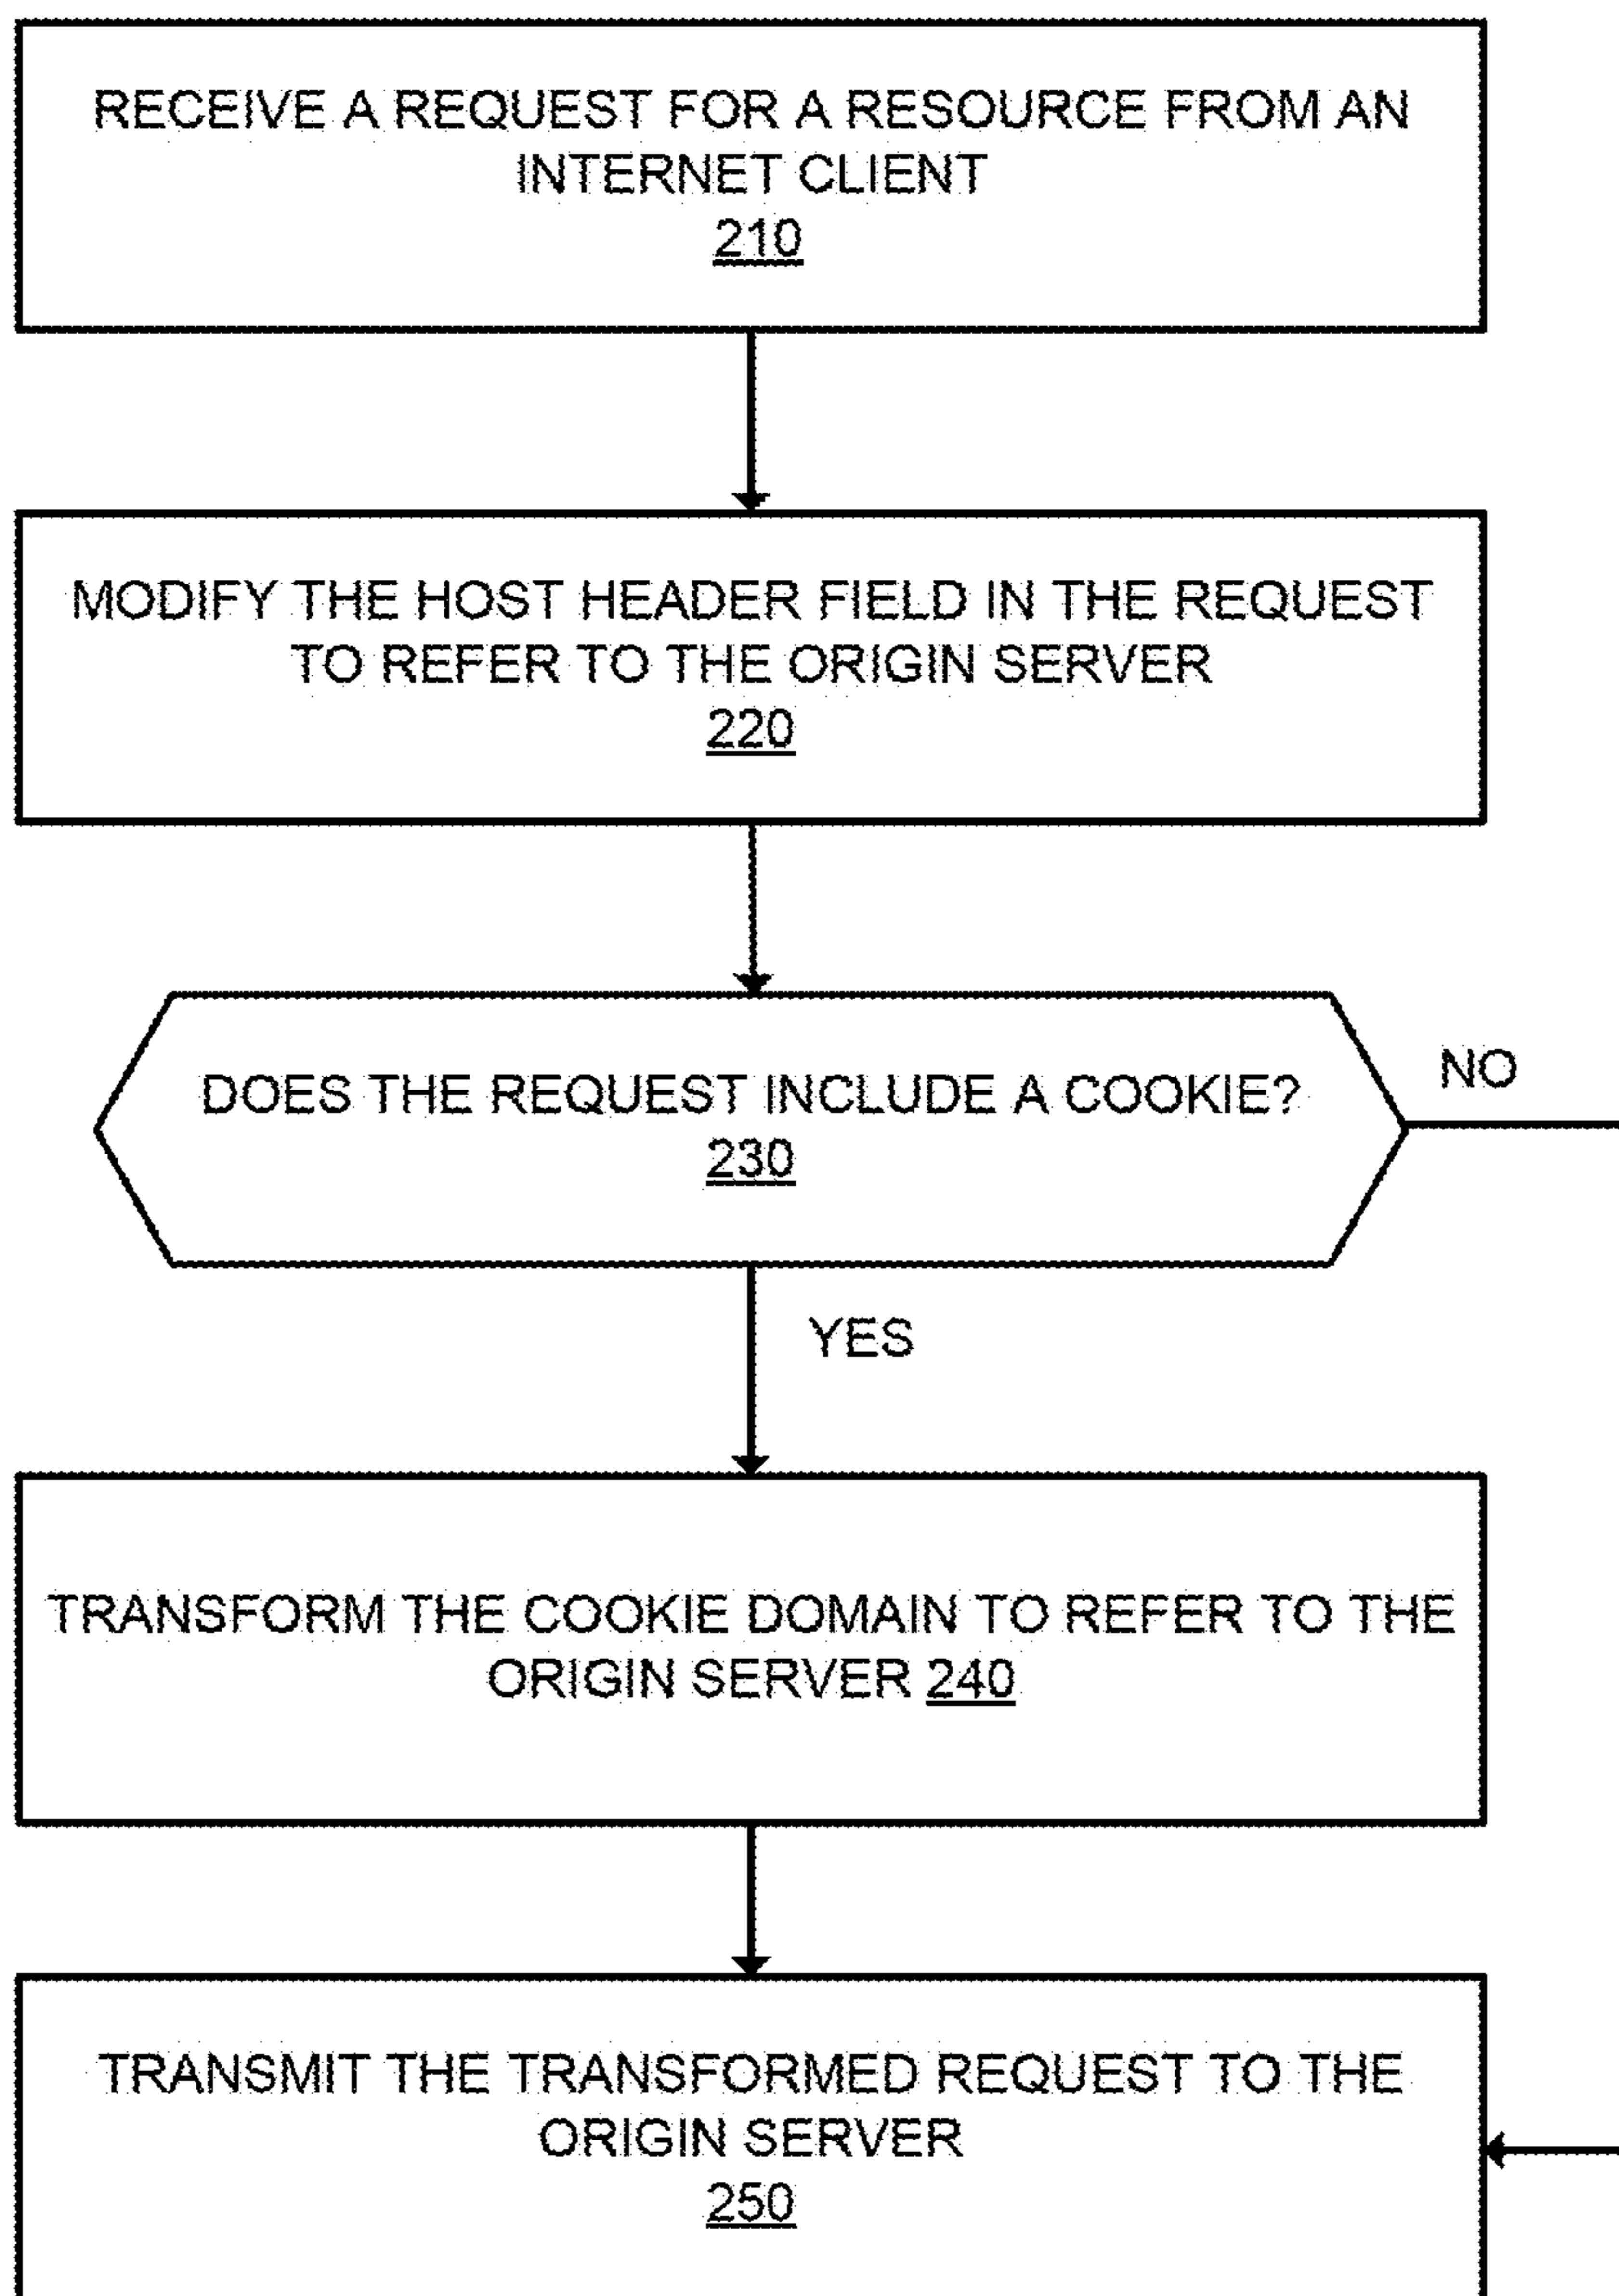 RECEIVE A REQUEST FOR A RESOURCE FROM AN
INTERNET CLIENT
210
MODIFY THE HOST HEADER FIELD IN THE REQUEST
TO REFER TO THE ORIGIN SERVER
220
DOES THE REQUEST INCLUDE A COOKIE?
230
NO
YES
TRANSFORM THE COOKIE DOMAIN TO REFER TO THE
ORIGIN SERVER 240
TRANSMIT THE TRANSFORMED REQUEST TO THE
ORIGIN SERVER
250